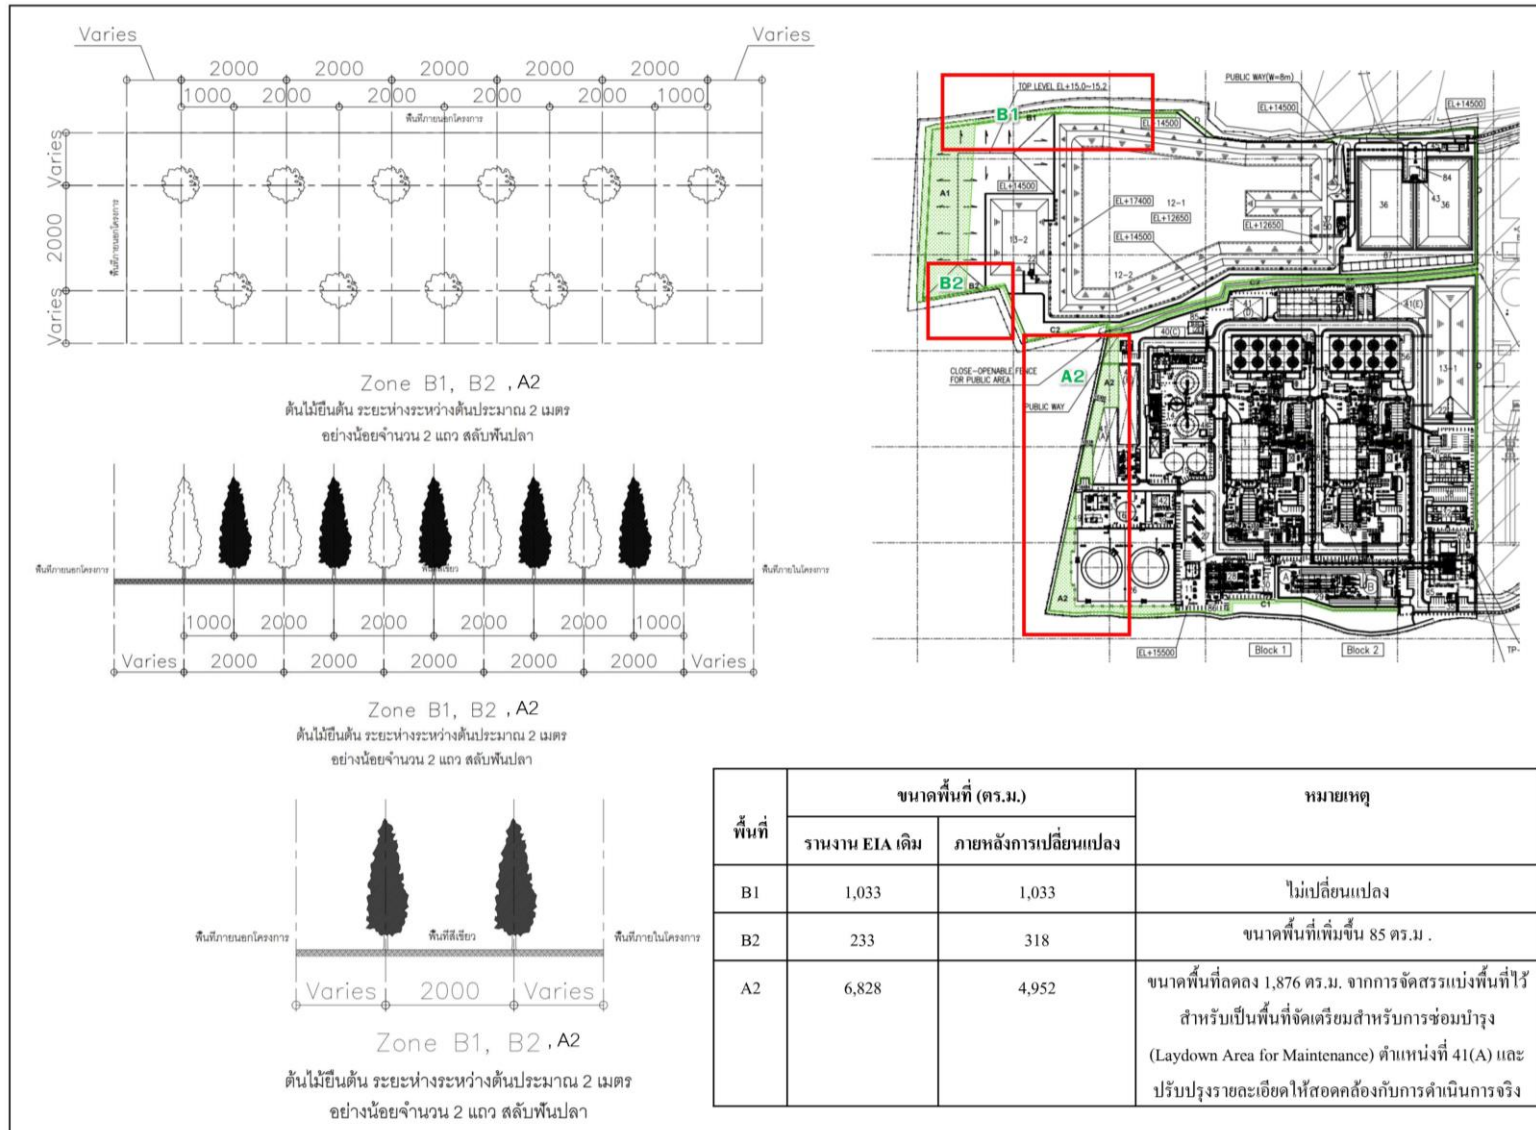 Varies
Varies
2000 2000 2000 2000 2000
1000 2000 2000 2000 2000 1000
พื้นที่ภายนอกโครงการ
Varies
2000
Varies
พื้นที่ภายนอกโครงการ
Zone B1, B2 , A2
ต้นไม้ยืนต้น ระยะห่างระหว่างต้นประมาณ 2 เมตร
อย่างน้อยจำนวน 2 แถว สลับฟันปลา
พื้นที่ภายนอกโครงการ
พื้นที่ภายในโครงการ
1000 2000 2000 2000 2000 1000
Varies 2000 2000 2000 2000 2000 Varies
Zone B1, B2 , A2
ต้นไม้ยืนต้น ระยะห่างระหว่างต้นประมาณ 2 เมตร
อย่างน้อยจำนวน 2 แถว สลับฟันปลา
พื้นที่ภายนอกโครงการ
พื้นที่สีเขียว
พื้นที่ภายในโครงการ
Varies 2000 Varies
Zone B1, B2 , A2
ต้นไม้ยืนต้น ระยะห่างระหว่างต้นประมาณ 2 เมตร
อย่างน้อยจำนวน 2 แถว สลับฟันปลา
PUBLIC WAY(W=8m)
TOP LEVEL EL+15.0~15.2
B1
B1
EL+14500
EL+14500
EL+14500
A1
EL+14500
EL+17400
12-1
EL+12650
EL+12650
EL+14500
13-2
12-2
36
36
84
43
87
B2
B2
C2
C2
41(E)
40(C)
13-1
CLOSE-OPENABLE FENCE
FOR PUBLIC AREA
A2
A2
PUBLIC WAY
A2
C1
EL+15500
Block 1
Block 2
TP-
พื้นที่
ขนาดพื้นที่ (ตร.ม.)
หมายเหตุ
รานงาน EIA เดิม
ภายหลังการเปลี่ยนแปลง
B1 1,033 1,033 ไม่เปลี่ยนแปลง
B2 233 318 ขนาดพื้นที่เพิ่มขึ้น 85 ตร.ม .
A2 6,828 4,952 ขนาดพื้นที่ลดลง 1,876 ตร.ม. จากการจัดสรรแบ่งพื้นที่ไว้
สำหรับเป็นพื้นที่จัดเตรียมสำหรับการซ่อมบำรุง
(Laydown Area for Maintenance) ตำแหน่งที่ 41(A) และ
ปรับปรุงรายละเอียดให้สอดคล้องกับการดำเนินการจริง